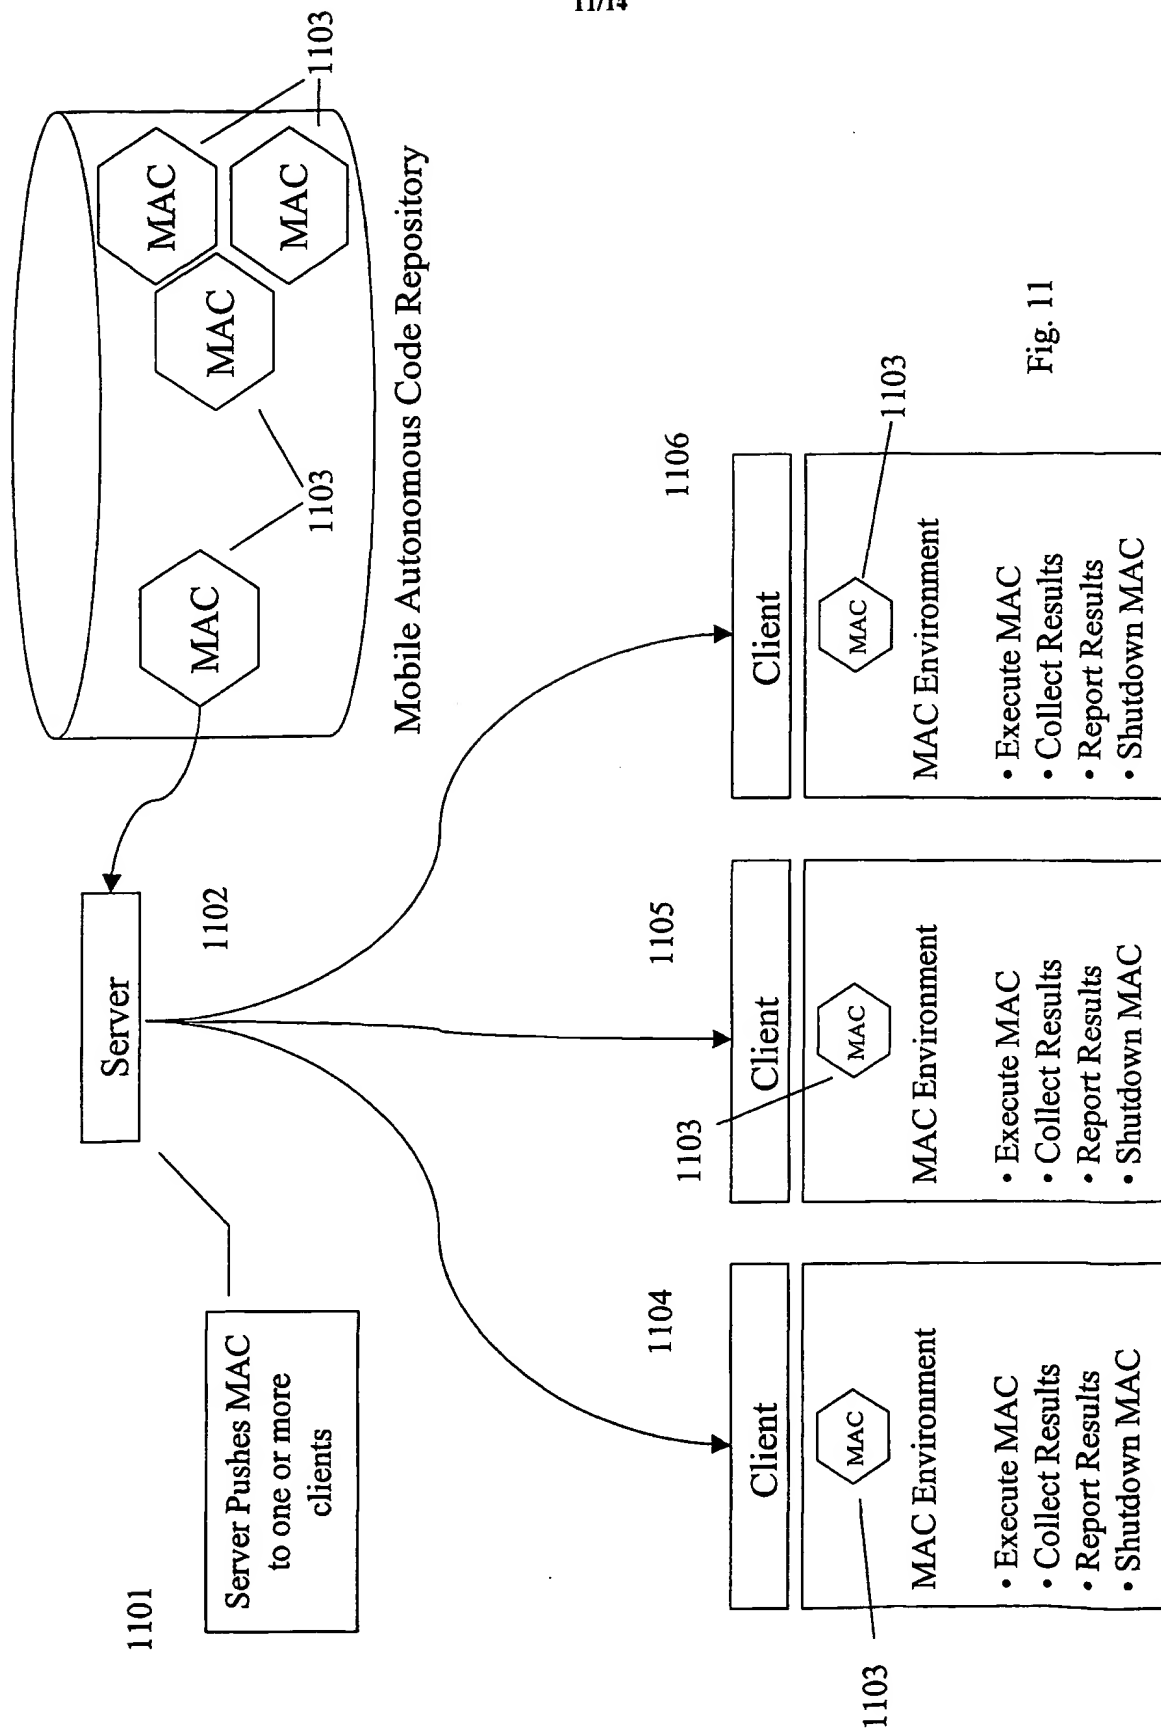 11/14
1101
Server Pushes MAC
to one or more
clients
Server
1102
MAC
MAC
MAC
MAC
1103
1103
Mobile Autonomous Code Repository
1104
Client
MAC
1103
MAC Environment
• Execute MAC
• Collect Results
• Report Results
• Shutdown MAC
1105
Client
MAC
1103
MAC Environment
• Execute MAC
• Collect Results
• Report Results
• Shutdown MAC
1106
Client
MAC
1103
MAC Environment
• Execute MAC
• Collect Results
• Report Results
• Shutdown MAC
Fig. 11